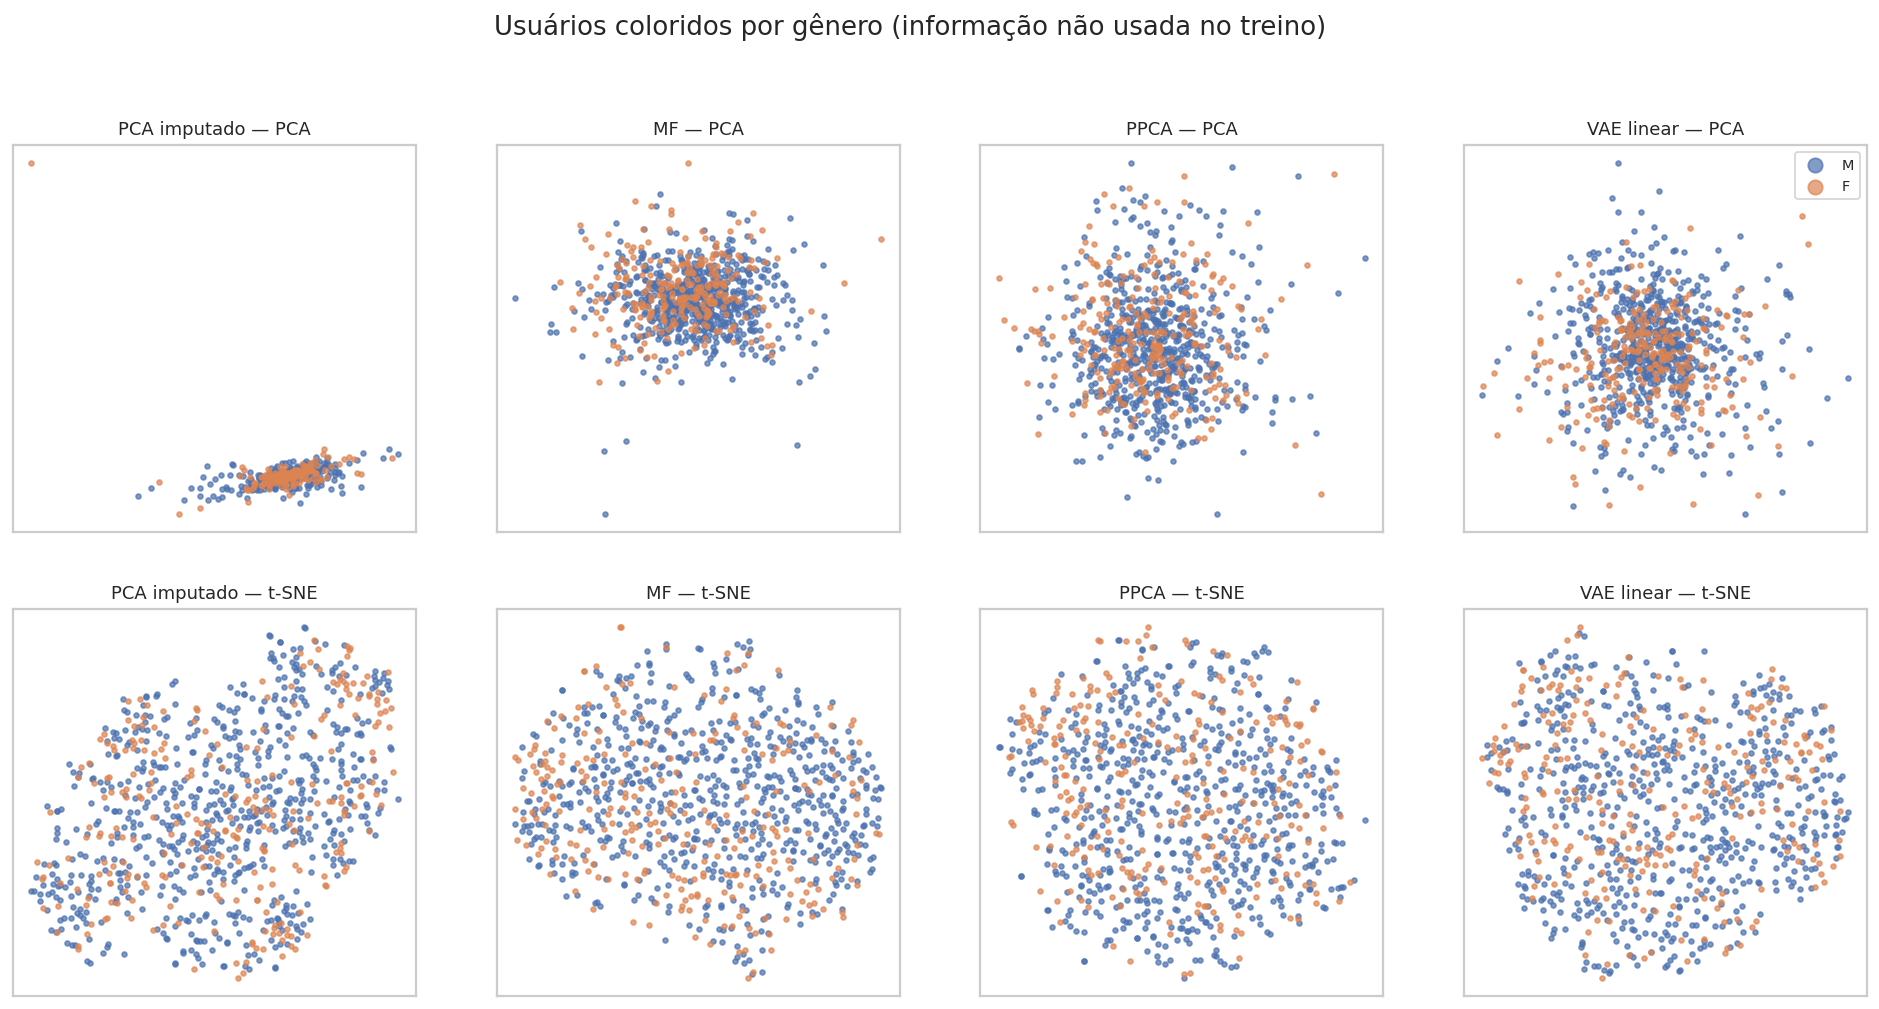 Usuários coloridos por gênero (informação não usada no treino)
PCA imputado — PCA
MF — PCA
PPCA — PCA
VAE linear — PCA
M
F
PCA imputado — t-SNE
MF — t-SNE
PPCA — t-SNE
VAE linear — t-SNE